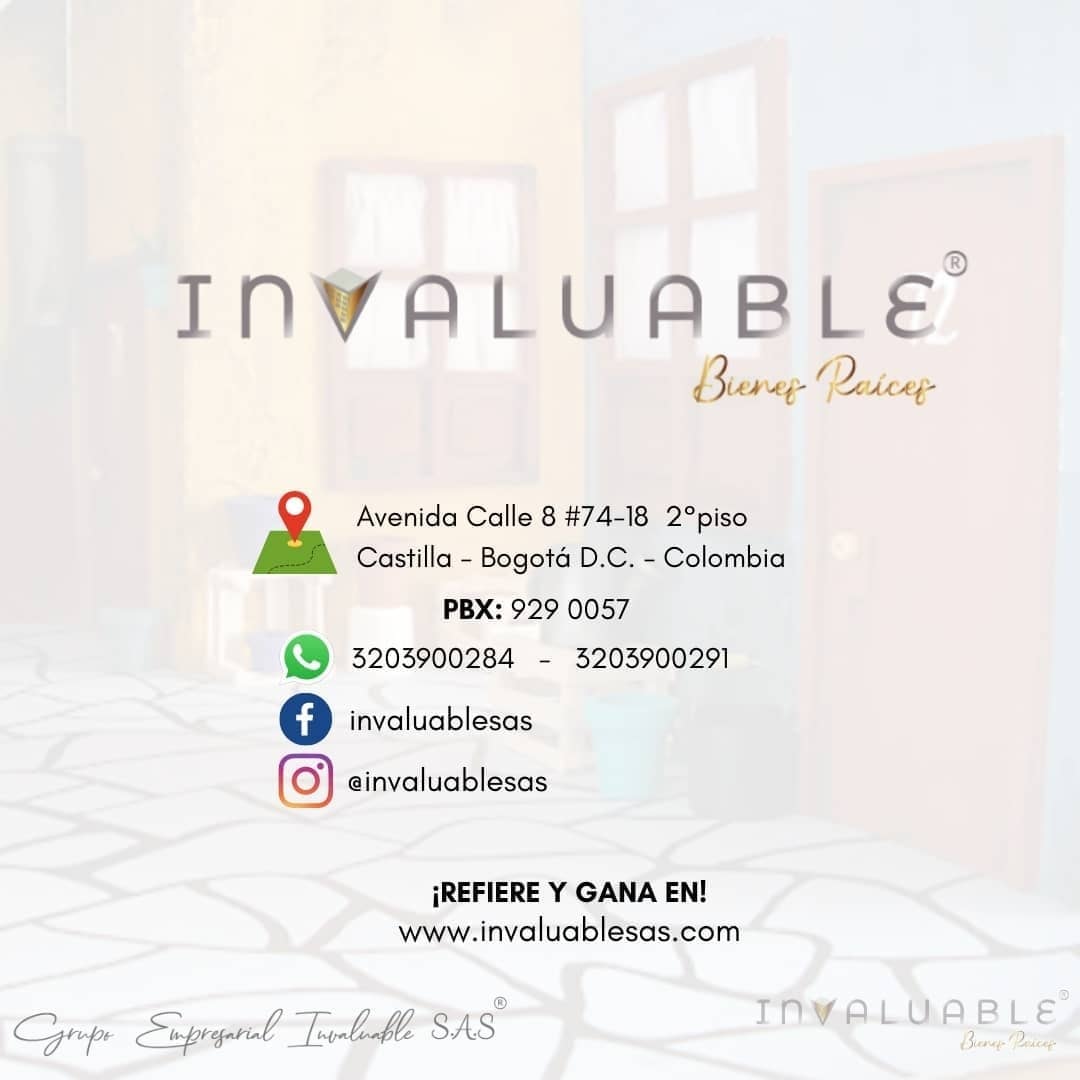 INVALUABLE®
Bienes Raíces
Avenida Calle 8 #74-18 2°piso
Castilla - Bogotá D.C. - Colombia
PBX: 929 0057
3203900284 - 3203900291
invaluablesas
@invaluablesas
¡REFIERE Y GANA EN!
www.invaluablesas.com
Grupo Empresarial Invaluable S.A.S®
INVALUABLE®
Bienes Raíces